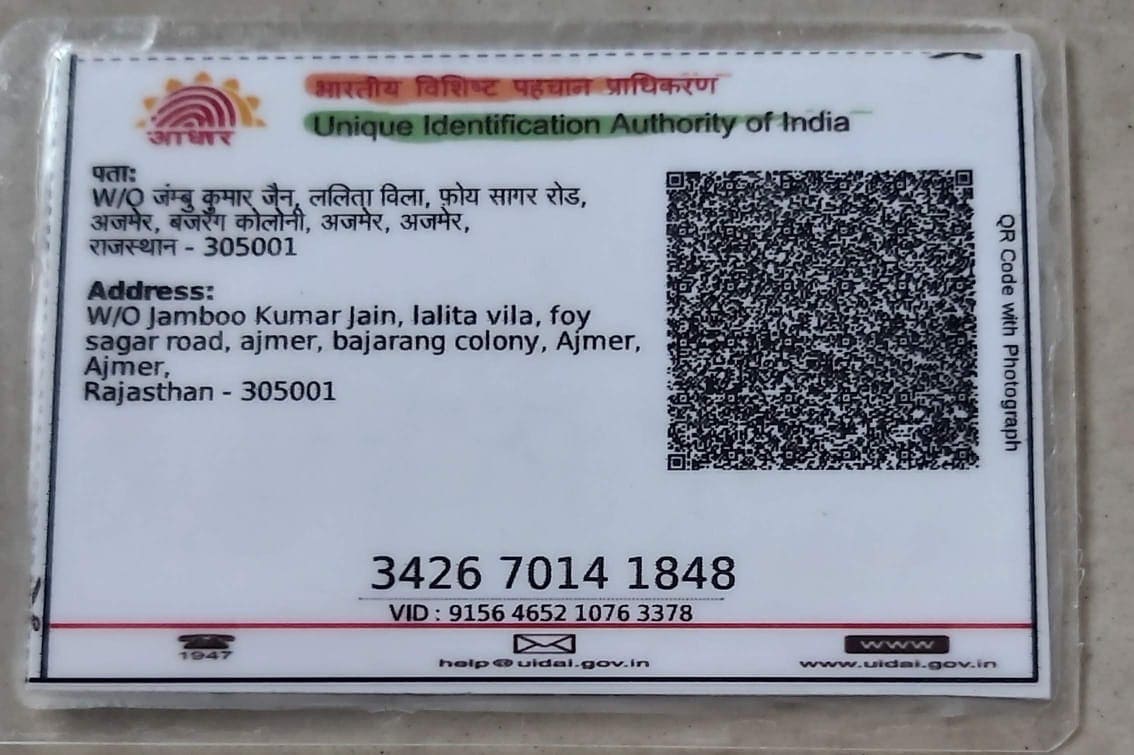 भारतीय विशिष्ट पहचान प्राधिकरण
आधार
Unique Identification Authority of India
पता:
W/O जंम्बु कुमार जैन, ललिता विला, फ़ोय सागर रोड,
अजमेर, बजरंग कोलोनी, अजमेर, अजमेर,
राजस्थान - 305001
Address:
W/O Jamboo Kumar Jain, lalita vila, foy
sagar road, ajmer, bajarang colony, Ajmer,
Ajmer,
Rajasthan - 305001
QR Code with Photograph
3426 7014 1848
VID : 9156 4652 1076 3378
1947
help@uidai.gov.in
www
www.uidai.gov.in